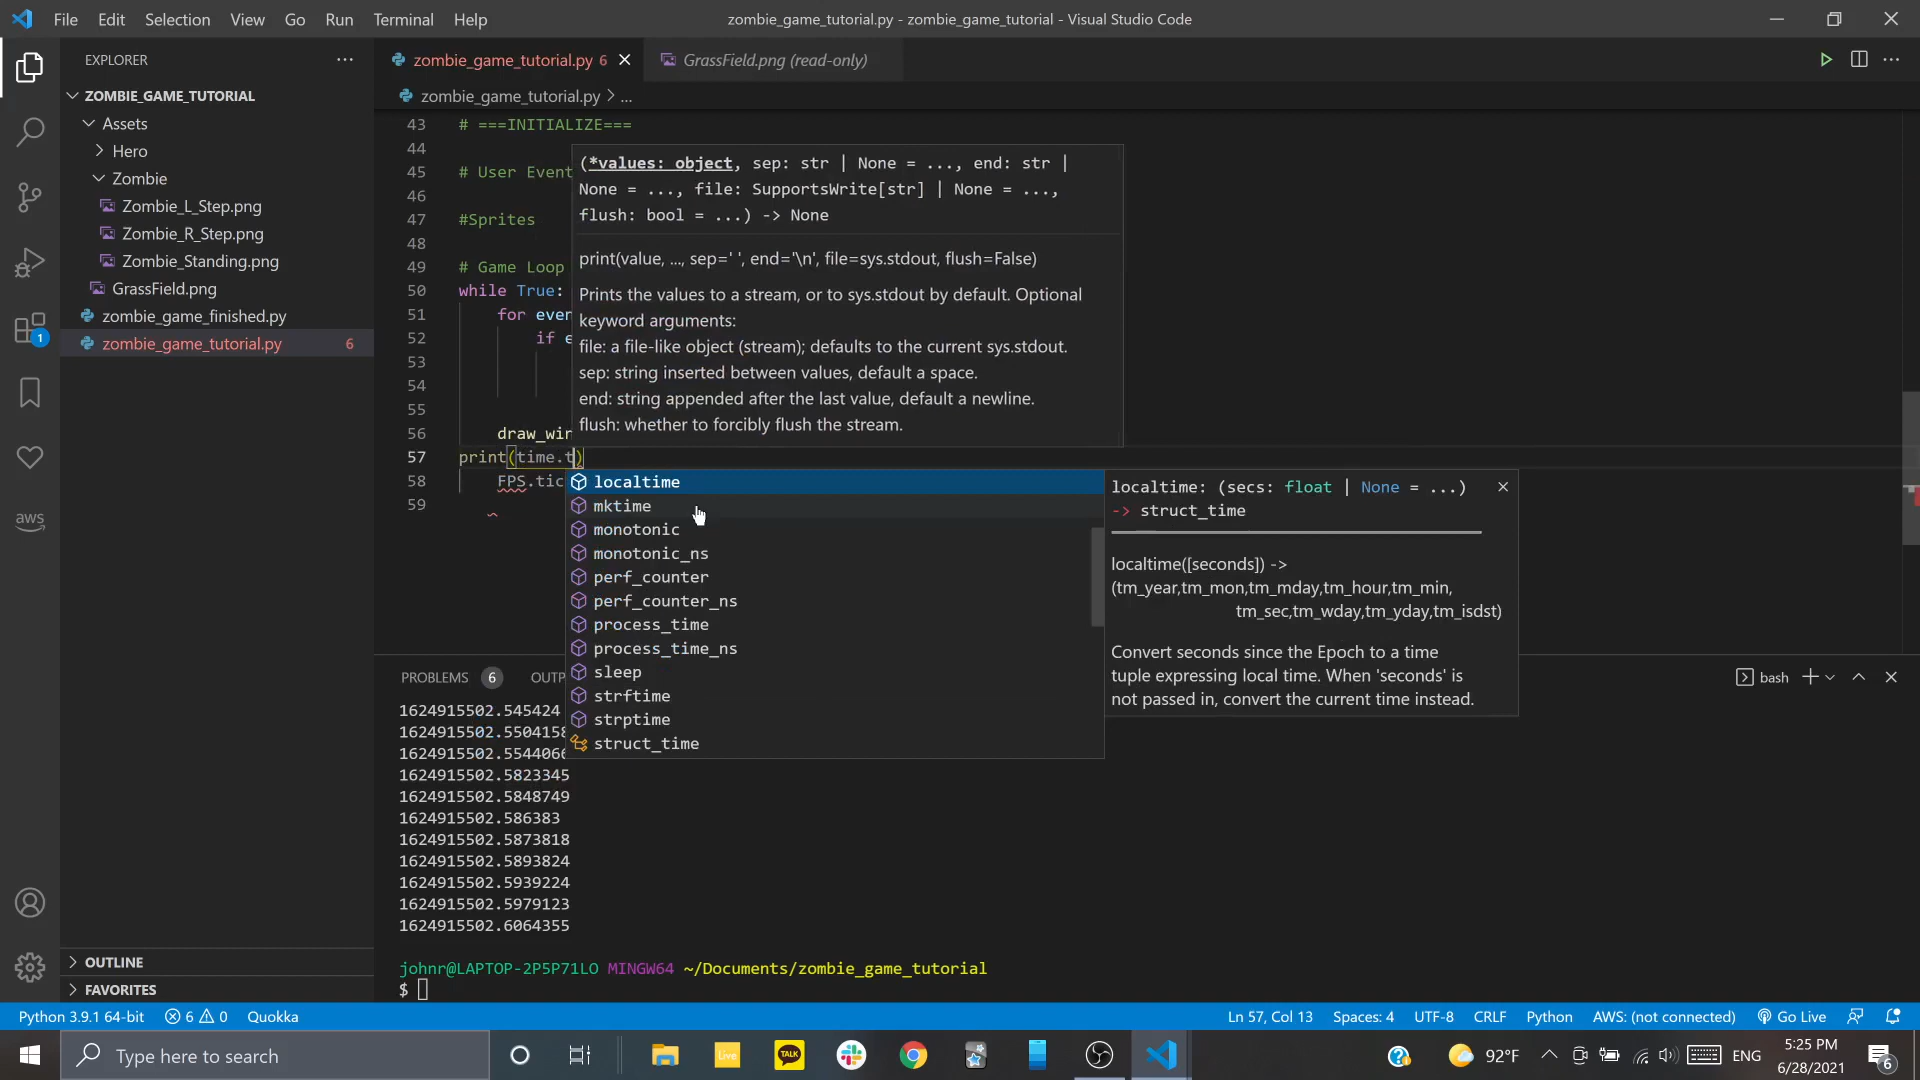 File Edit Selection View Go Run Terminal Help
zombie_game_tutorial.py - zombie_game_tutorial - Visual Studio Code
EXPLORER
zombie_game_tutorial.py 6
GrassField.png (read-only)
ZOMBIE_GAME_TUTORIAL
Assets
Hero
Zombie
Zombie_L_Step.png
Zombie_R_Step.png
Zombie_Standing.png
GrassField.png
zombie_game_finished.py
zombie_game_tutorial.py 6
OUTLINE
FAVORITES
1
aws
zombie_game_tutorial.py > ...
43 # ===INITIALIZE===
44
45 # User Event
46
47 #Sprites
48
49 # Game Loop
50 while True:
51 for even
52 if e
53
54
55
56 draw_win
57 print(time.t)
58 FPS.tic
59
(*values: object, sep: str | None = ..., end: str |
None = ..., file: SupportsWrite[str] | None = ...,
flush: bool = ...) -> None
print(value, ..., sep=' ', end='\n', file=sys.stdout, flush=False)
Prints the values to a stream, or to sys.stdout by default. Optional
keyword arguments:
file: a file-like object (stream); defaults to the current sys.stdout.
sep: string inserted between values, default a space.
end: string appended after the last value, default a newline.
flush: whether to forcibly flush the stream.
localtime
mktime
monotonic
monotonic_ns
perf_counter
perf_counter_ns
process_time
process_time_ns
sleep
strftime
strptime
struct_time
localtime: (secs: float | None = ...)
-> struct_time
localtime([seconds]) ->
(tm_year,tm_mon,tm_mday,tm_hour,tm_min,
tm_sec,tm_wday,tm_yday,tm_isdst)
Convert seconds since the Epoch to a time
tuple expressing local time. When 'seconds' is
not passed in, convert the current time instead.
PROBLEMS 6 OUTP
bash
1624915502.545424
1624915502.5504158
1624915502.5544066
1624915502.5823345
1624915502.5848749
1624915502.586383
1624915502.5873818
1624915502.5893824
1624915502.5939224
1624915502.5979123
1624915502.6064355
johnr@LAPTOP-2P5P71LO MINGW64 ~/Documents/zombie_game_tutorial
$
Python 3.9.1 64-bit 6 0 Quokka
Ln 57, Col 13 Spaces: 4 UTF-8 CRLF Python AWS: (not connected) Go Live
Type here to search
Live
TALK
92°F
ENG
5:25 PM
6/28/2021
6